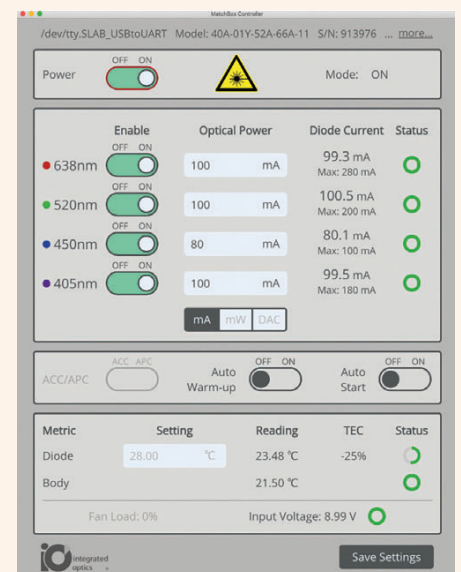 MatchBox Controller
/dev/tty.SLAB_USBtoUART Model: 40A-01Y-52A-66A-11 S/N: 913976 ... more...
Power OFF ON Mode: ON
Enable Optical Power Diode Current Status
OFF ON
638nm 100 mA 99.3 mA
Max: 280 mA
OFF ON
520nm 100 mA 100.5 mA
Max: 200 mA
OFF ON
450nm 80 mA 80.1 mA
Max: 100 mA
OFF ON
405nm 100 mA 99.5 mA
Max: 180 mA
mA mW DAC
ACC/APC ACC APC Auto Warm-up OFF ON Auto Start OFF ON
Metric Setting Reading TEC Status
Diode 28.00 °C 23.48 °C -25%
Body 21.50 °C
Fan Load: 0% Input Voltage: 8.99 V
integrated
optics
Save Settings